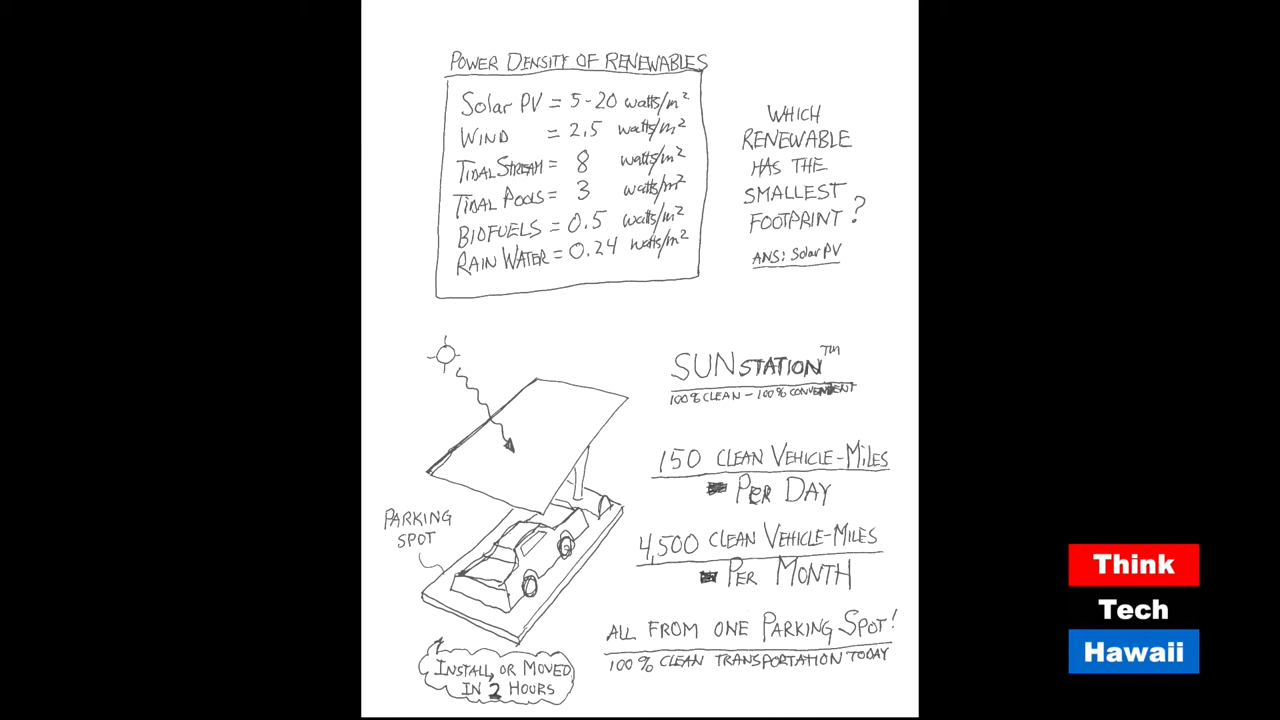 POWER DENSITY OF RENEWABLES
Solar PV = 5-20 watts/m²
WIND = 2.5 watts/m²
TIDAL STREAM = 8 watts/m²
TIDAL POOLS = 3 watts/m²
BIOFUELS = 0.5 watts/m²
RAIN WATER = 0.24 watts/m²
WHICH
RENEWABLE
HAS THE
SMALLEST
FOOTPRINT?
ANS: Solar PV
SUNSTATION™
100% CLEAN - 100% CONVENIENT
150 CLEAN VEHICLE-MILES
PER DAY
4,500 CLEAN VEHICLE-MILES
PER MONTH
ALL FROM ONE PARKING SPOT!
100% CLEAN TRANSPORTATION TODAY
PARKING
SPOT
INSTALL, OR MOVED
IN 2 HOURS
Think
Tech
Hawaii